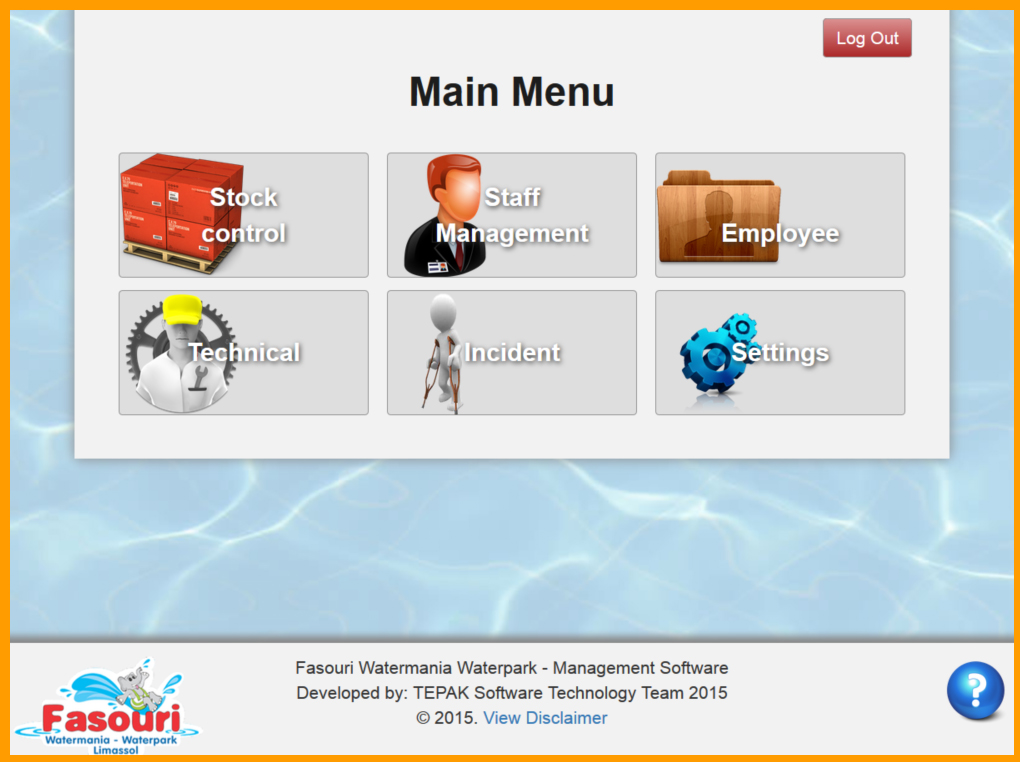 Log Out
Main Menu
Stock
control
Staff
Management
Employee
Technical
Incident
Settings
Fasouri Watermania Waterpark - Management Software
Developed by: TEPAK Software Technology Team 2015
© 2015. View Disclaimer
Fasouri
Watermania - Waterpark
Limassol
?